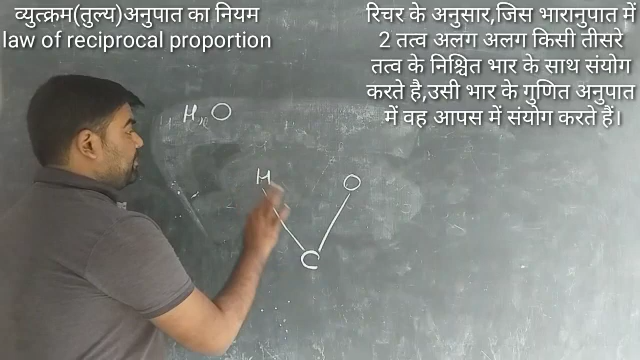 व्युत्क्रम(तुल्य)अनुपात का नियम
law of reciprocal proportion
रिचर के अनुसार,जिस भारानुपात में
2 तत्व अलग अलग किसी तीसरे
तत्व के निश्चित भार के साथ संयोग
करते है,उसी भार के गुणित अनुपात
में वह आपस में संयोग करते हैं।
H, O
H O
C